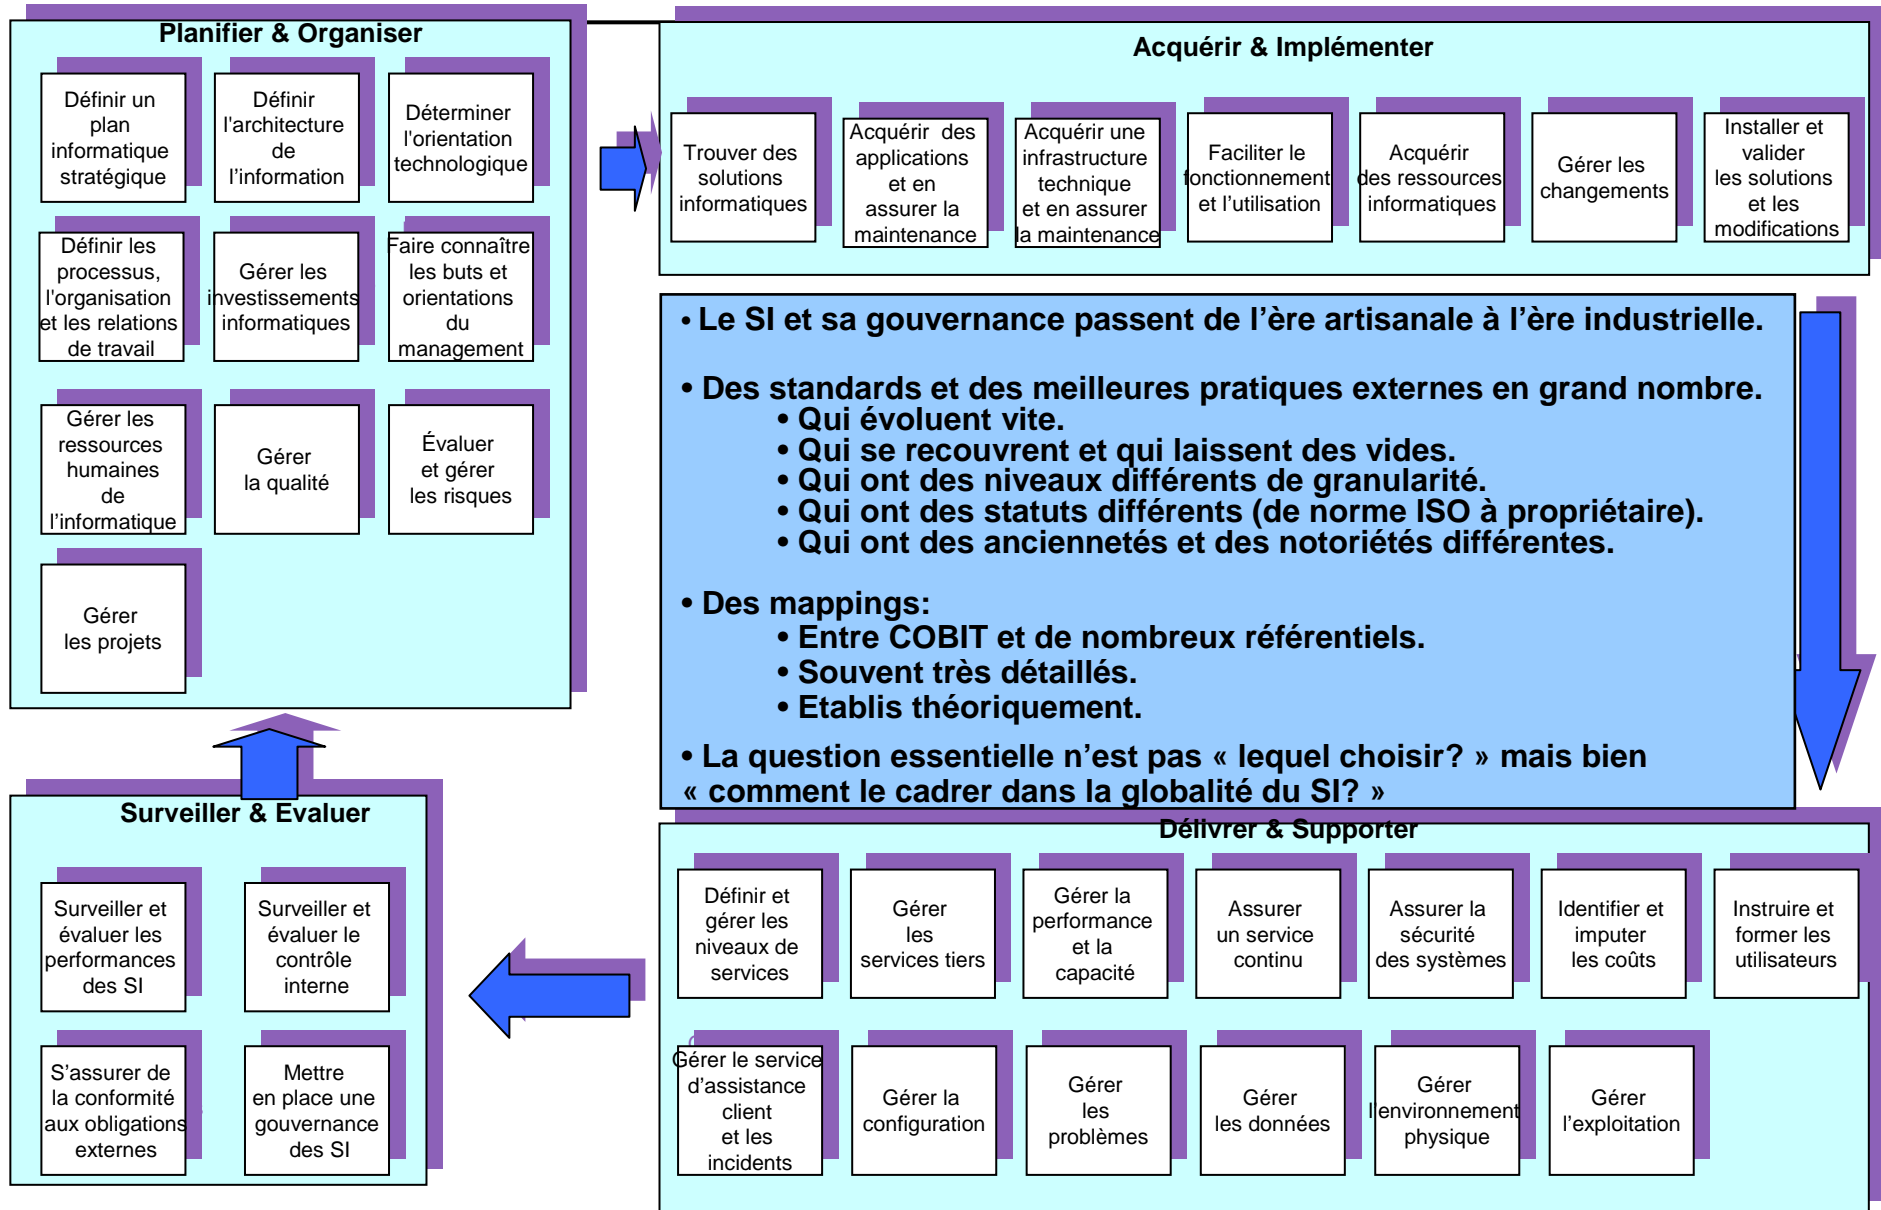 Planifier & Organiser
Définir un
plan
informatique
stratégique
Définir
l'architecture
de
l’information
Déterminer
l'orientation
technologique
Définir les
processus,
l'organisation
et les relations
de travail
Gérer les
investissements
informatiques
Faire connaître
les buts et
orientations
du
management
Gérer les
ressources
humaines
de
l’informatique
Gérer
la qualité
Évaluer
et gérer
les risques
Gérer
les projets
Acquérir & Implémenter
Trouver des
solutions
informatiques
Acquérir des
applications
et en
assurer la
maintenance
Acquérir une
infrastructure
technique
et en assurer
la maintenance
Faciliter le
fonctionnement
et l’utilisation
Acquérir
des ressources
informatiques
Gérer les
changements
Installer et
valider
les solutions
et les
modifications
• Le SI et sa gouvernance passent de l’ère artisanale à l’ère industrielle.
• Des standards et des meilleures pratiques externes en grand nombre.
• Qui évoluent vite.
• Qui se recouvrent et qui laissent des vides.
• Qui ont des niveaux différents de granularité.
• Qui ont des statuts différents (de norme ISO à propriétaire).
• Qui ont des anciennetés et des notoriétés différentes.
• Des mappings:
• Entre COBIT et de nombreux référentiels.
• Souvent très détaillés.
• Etablis théoriquement.
• La question essentielle n’est pas « lequel choisir? » mais bien
« comment le cadrer dans la globalité du SI? »
Surveiller & Evaluer
Surveiller et
évaluer les
performances
des SI
Surveiller et
évaluer le
contrôle
interne
S’assurer de
la conformité
aux obligations
externes
Mettre
en place une
gouvernance
des SI
Délivrer & Supporter
Définir et
gérer les
niveaux de
services
Gérer
les
services tiers
Gérer la
performance
et la
capacité
Assurer
un service
continu
Assurer la
sécurité
des systèmes
Identifier et
imputer
les coûts
Instruire et
former les
utilisateurs
Gérer le service
d’assistance
client
et les
incidents
Gérer la
configuration
Gérer
les
problèmes
Gérer
les données
Gérer
l’environnement
physique
Gérer
l’exploitation